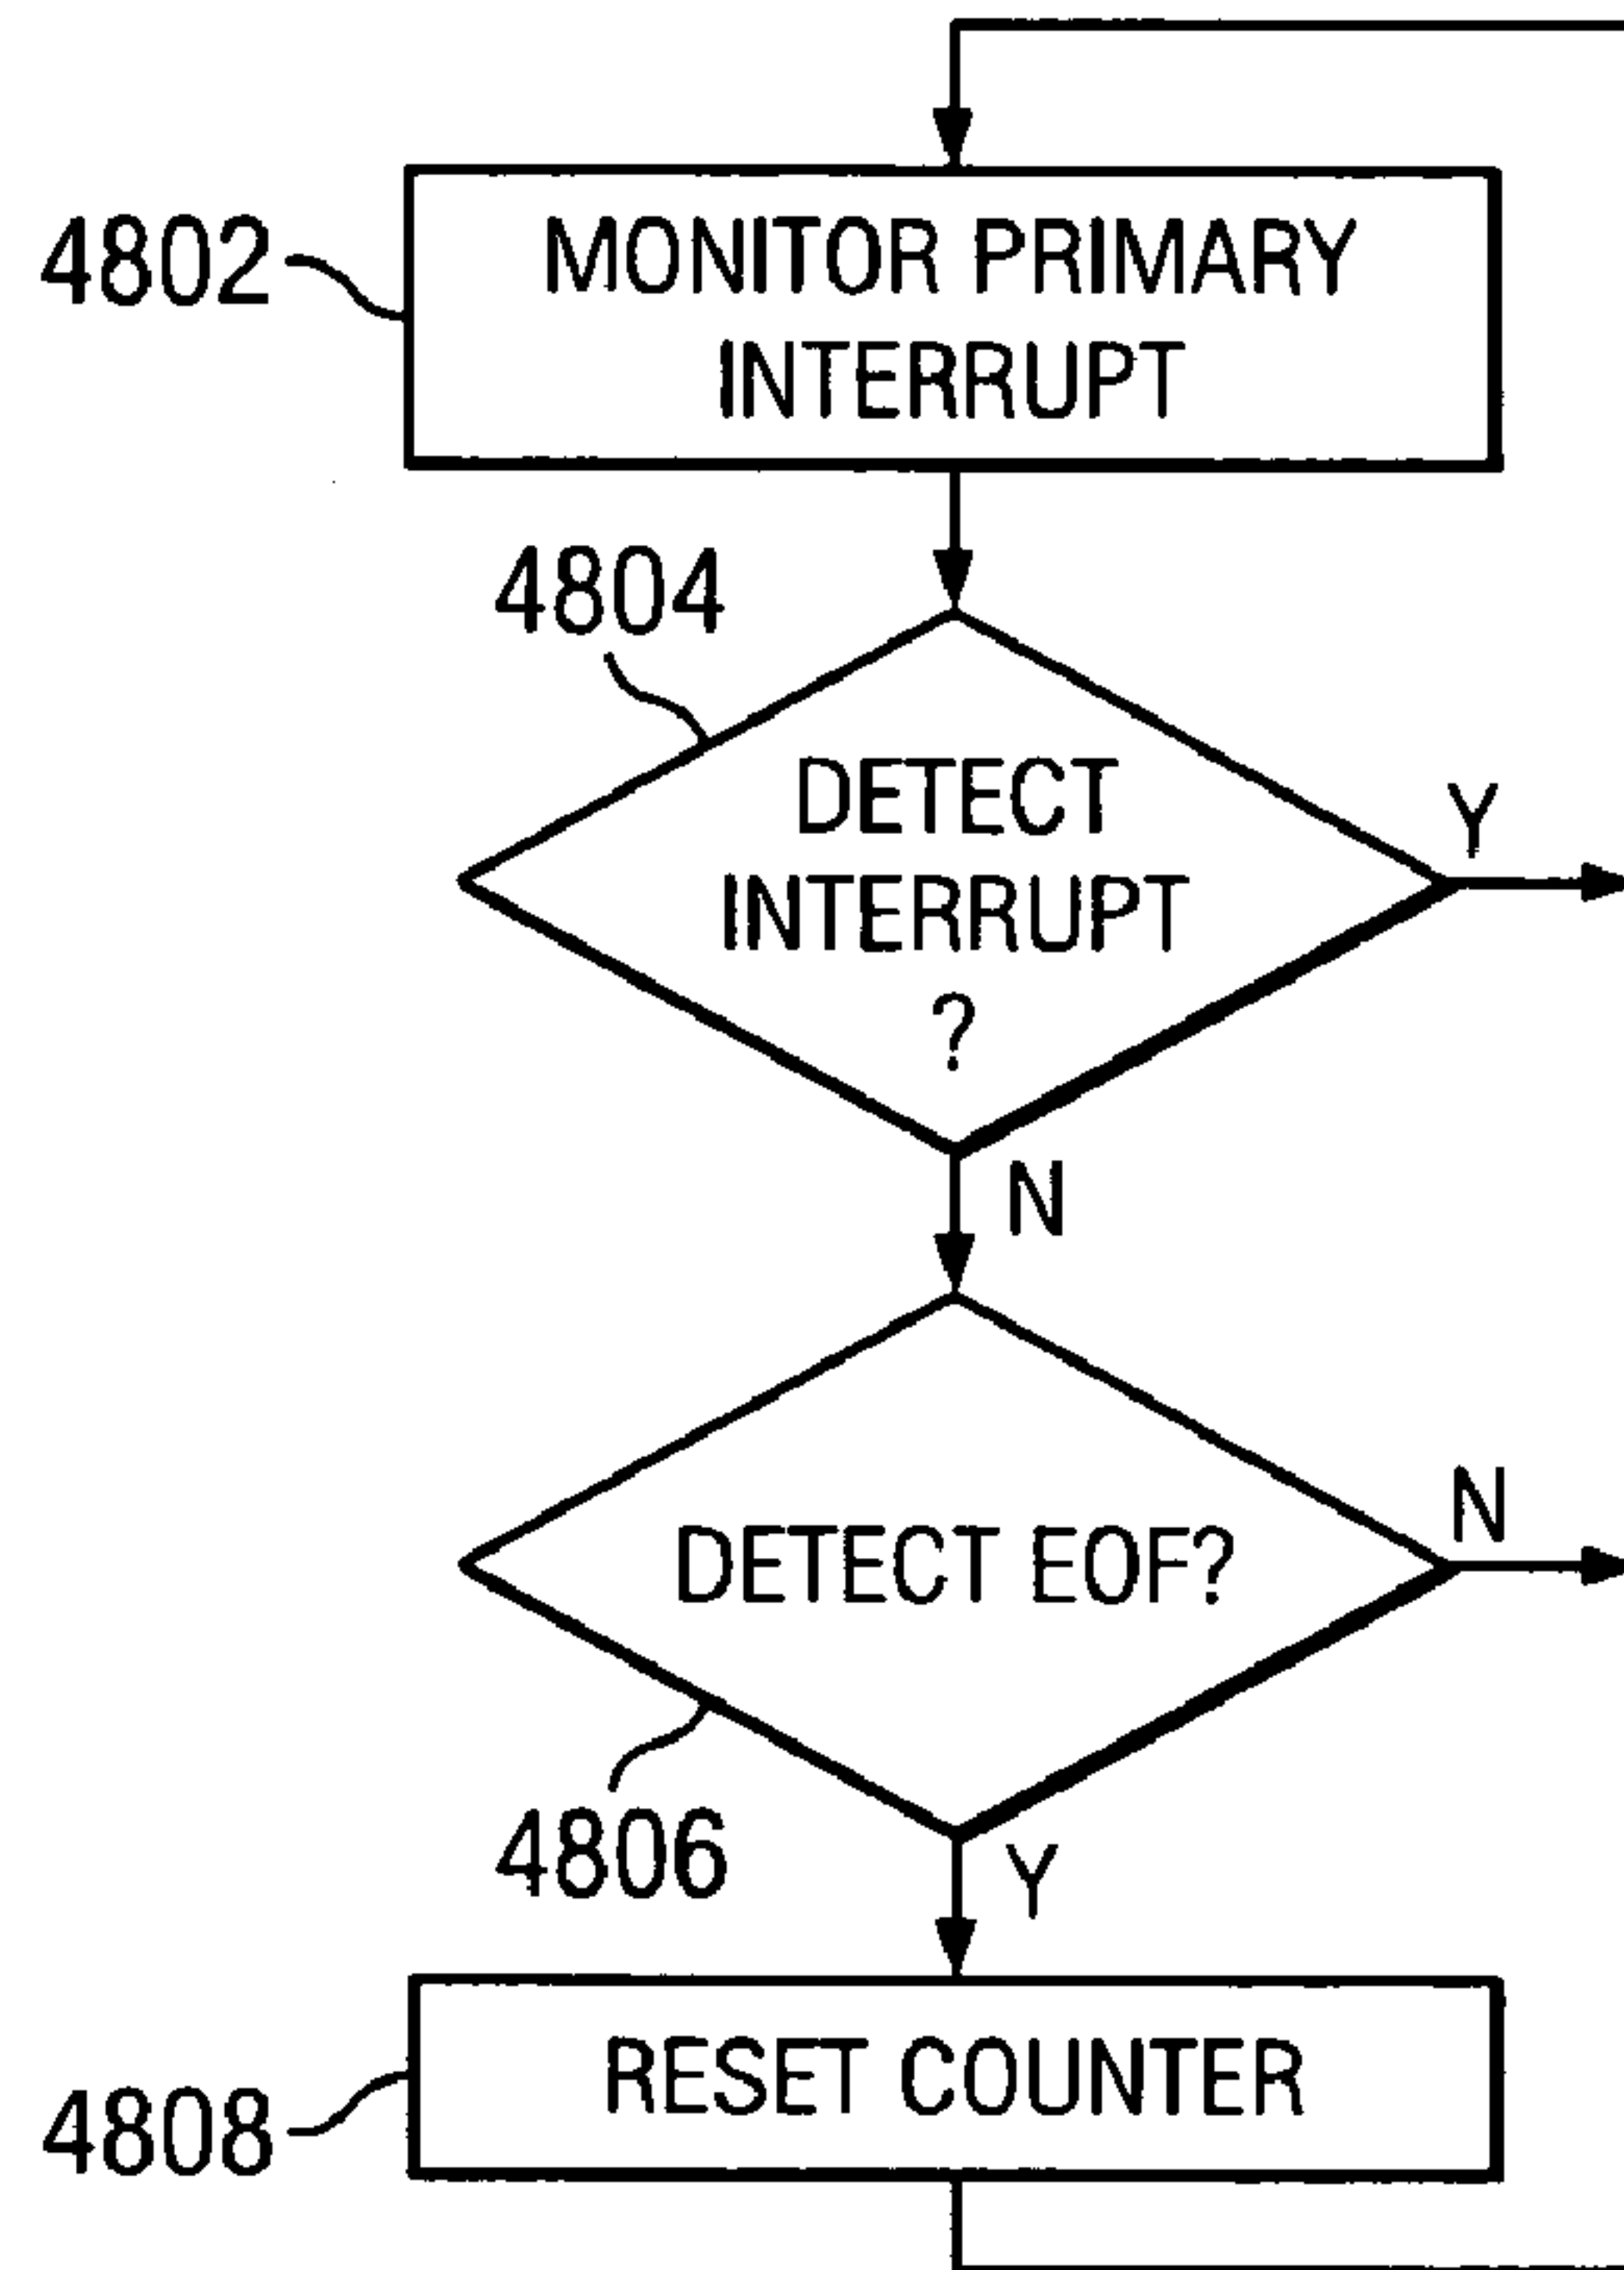 4802
MONITOR PRIMARY
INTERRUPT
4804
DETECT
INTERRUPT
?
Y
N
DETECT EOF?
N
4806
Y
RESET COUNTER
4808